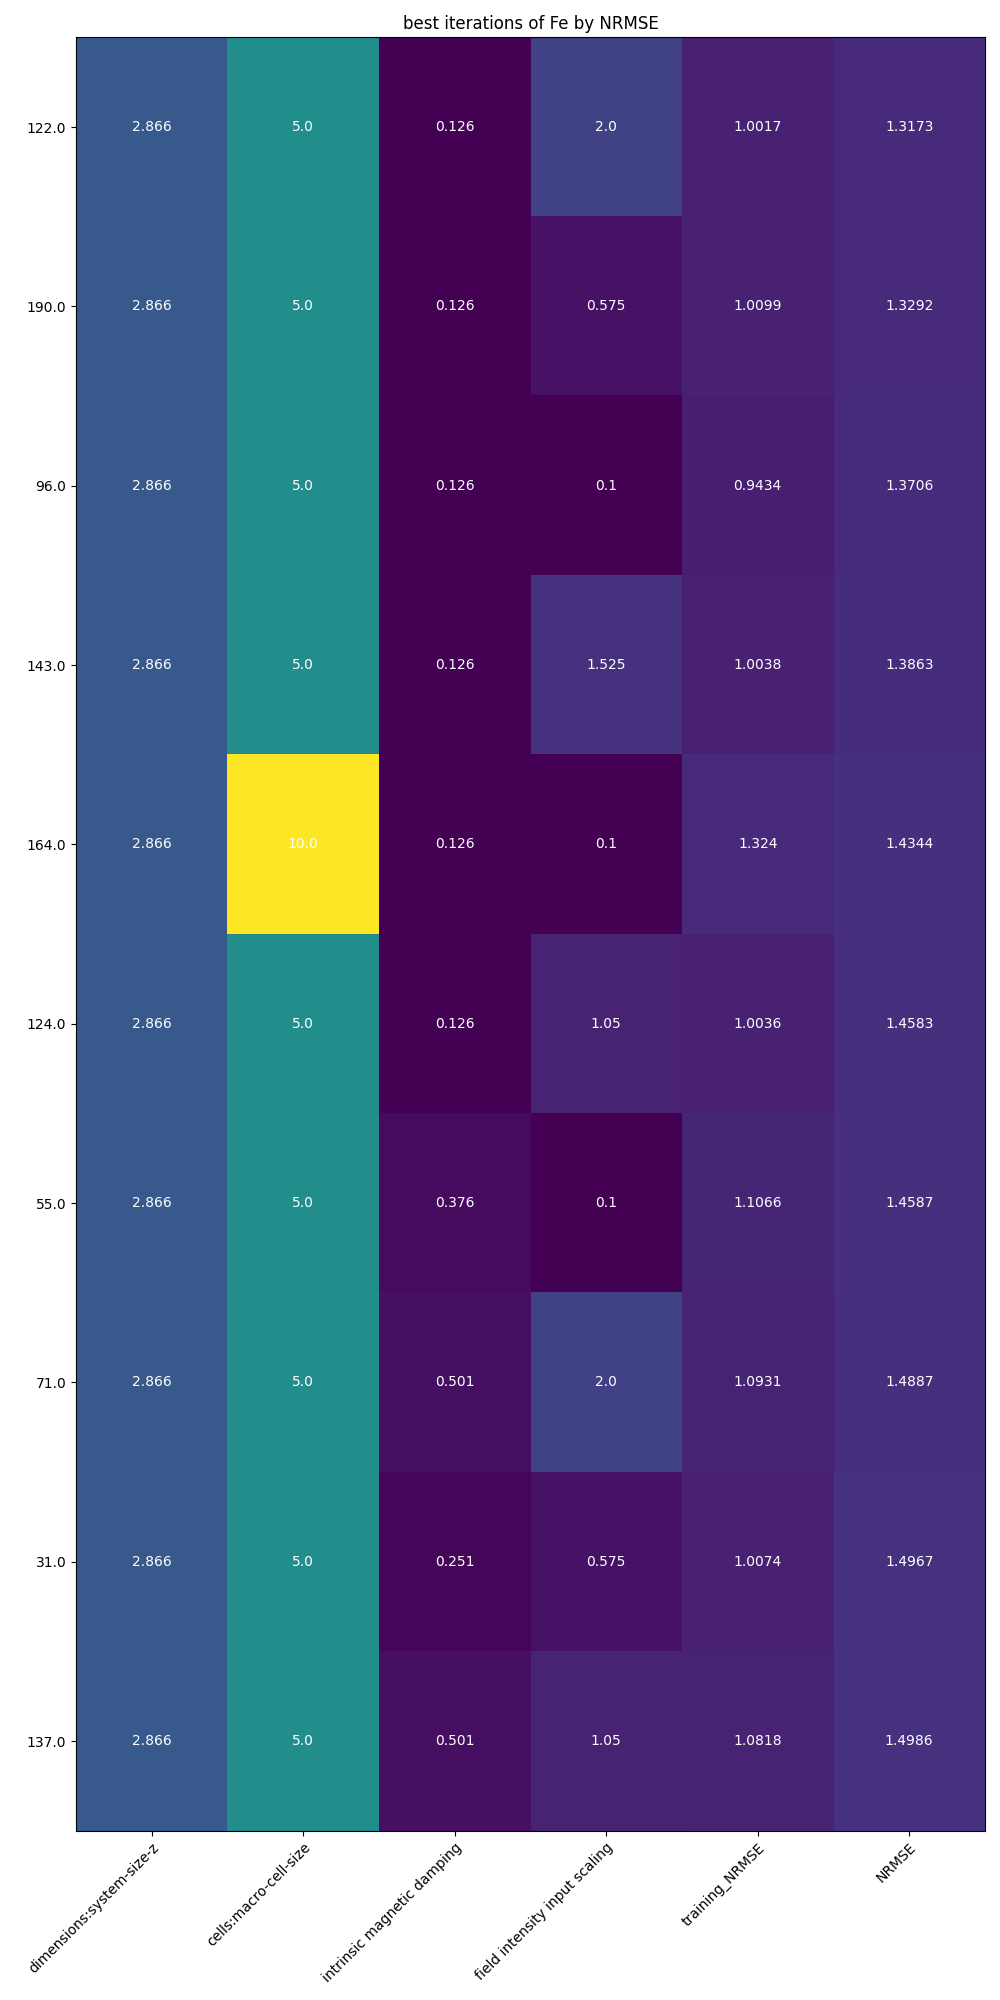 best iterations of Fe by NRMSE
122.0 2.866 5.0 0.126 2.0 1.0017 1.3173
190.0 2.866 5.0 0.126 0.575 1.0099 1.3292
96.0 2.866 5.0 0.126 0.1 0.9434 1.3706
143.0 2.866 5.0 0.126 1.525 1.0038 1.3863
164.0 2.866 10.0 0.126 0.1 1.324 1.4344
124.0 2.866 5.0 0.126 1.05 1.0036 1.4583
55.0 2.866 5.0 0.376 0.1 1.1066 1.4587
71.0 2.866 5.0 0.501 2.0 1.0931 1.4887
31.0 2.866 5.0 0.251 0.575 1.0074 1.4967
137.0 2.866 5.0 0.501 1.05 1.0818 1.4986
dimensions:system-size-z
cells:macro-cell-size
intrinsic magnetic damping
field intensity input scaling
training_NRMSE
NRMSE